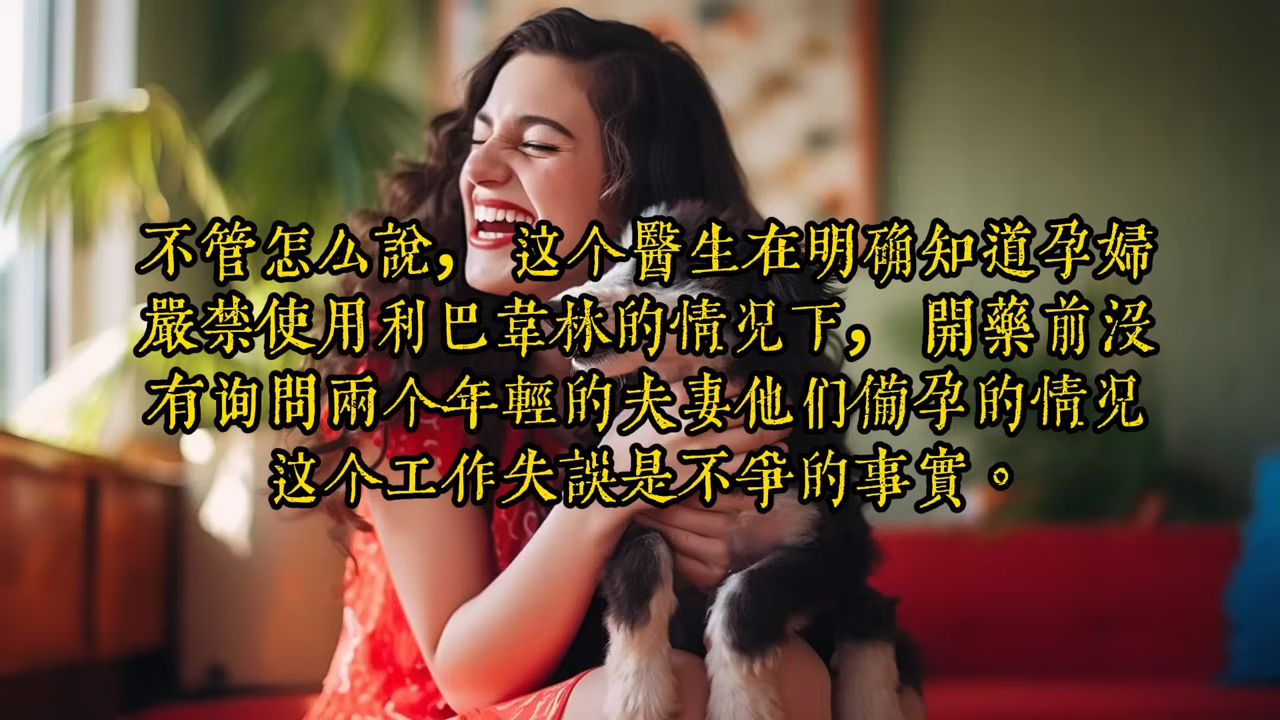 不管怎么說， 这个醫生在明确知道孕婦
嚴禁使用利巴韋林的情况下， 開藥前沒
有询問兩个年輕的夫妻他们備孕的情况
这个工作失誤是不爭的事實。